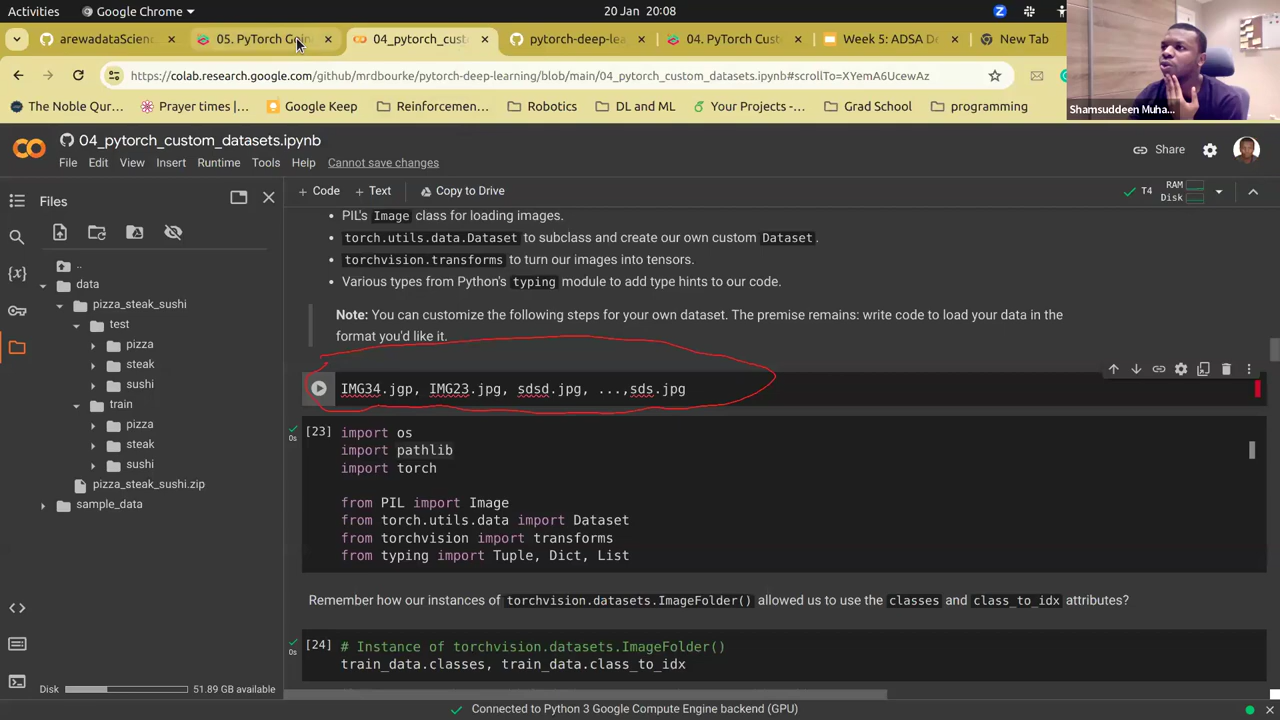 Activities
Google Chrome
20 Jan 20:08
arewadataScienc
05. PyTorch Goin
04_pytorch_cust
pytorch-deep-lea
04. PyTorch Cust
Week 5: ADSA De
New Tab
https://colab.research.google.com/github/mrdbourke/pytorch-deep-learning/blob/main/04_pytorch_custom_datasets.ipynb#scrollTo=XYemA6UcewAz
The Noble Qur...
Prayer times |...
Google Keep
Reinforcemen...
Robotics
DL and ML
Your Projects -...
Grad School
programming
Shamsuddeen Muha...
04_pytorch_custom_datasets.ipynb
File Edit View Insert Runtime Tools Help Cannot save changes
Share
Files
+ Code + Text Copy to Drive
T4
RAM
Disk
..
data
pizza_steak_sushi
test
pizza
steak
sushi
train
pizza
steak
sushi
pizza_steak_sushi.zip
sample_data
Disk 51.89 GB available
• PIL's Image class for loading images.
• torch.utils.data.Dataset to subclass and create our own custom Dataset.
• torchvision.transforms to turn our images into tensors.
• Various types from Python's typing module to add type hints to our code.
Note: You can customize the following steps for your own dataset. The premise remains: write code to load your data in the
format you'd like it.
IMG34.jgp, IMG23.jpg, sdsd.jpg, ...,sds.jpg
[23] import os
0s
import pathlib
import torch
from PIL import Image
from torch.utils.data import Dataset
from torchvision import transforms
from typing import Tuple, Dict, List
Remember how our instances of torchvision.datasets.ImageFolder() allowed us to use the classes and class_to_idx attributes?
[24] # Instance of torchvision.datasets.ImageFolder()
0s
train_data.classes, train_data.class_to_idx
Connected to Python 3 Google Compute Engine backend (GPU)